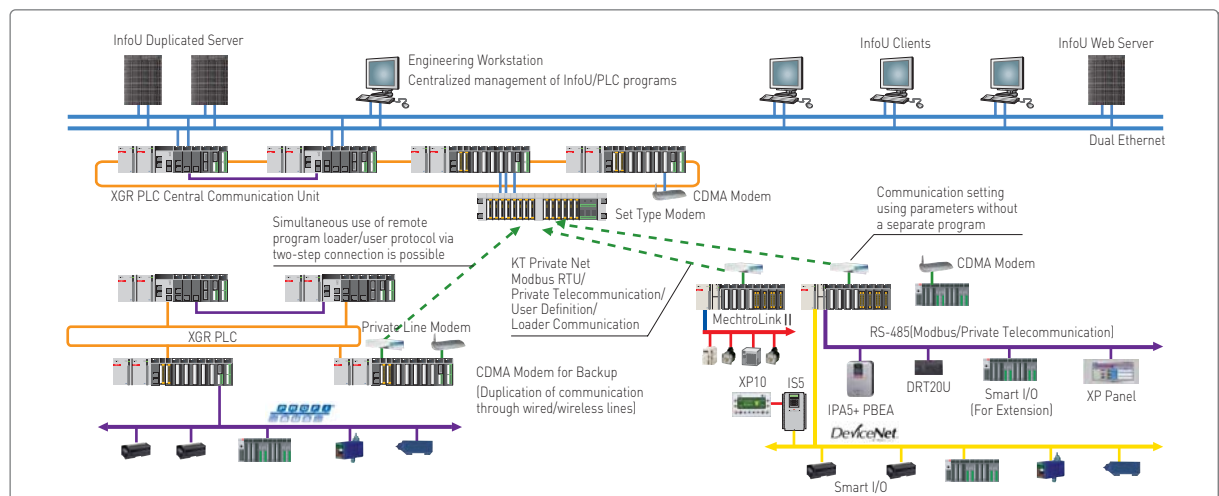 InfoU Duplicated Server
Engineering Workstation
Centralized management of InfoU/PLC programs
InfoU Clients
InfoU Web Server
Dual Ethernet
XGR PLC Central Communication Unit
CDMA Modem
Set Type Modem
Communication setting
using parameters without
a separate program
Simultaneous use of remote
program loader/user protocol via
two-step connection is possible
KT Private Net
Modbus RTU/
Private Telecommunication/
User Definition/
Loader Communication
CDMA Modem
MechtroLink II
XGR PLC
Private Line Modem
RS-485(Modbus/Private Telecommunication)
CDMA Modem for Backup
(Duplication of communication
through wired/wireless lines)
XP10
IS5
IPA5+ PBEA
DRT20U
Smart I/O
(For Extension)
XP Panel
DeviceNet
Smart I/O